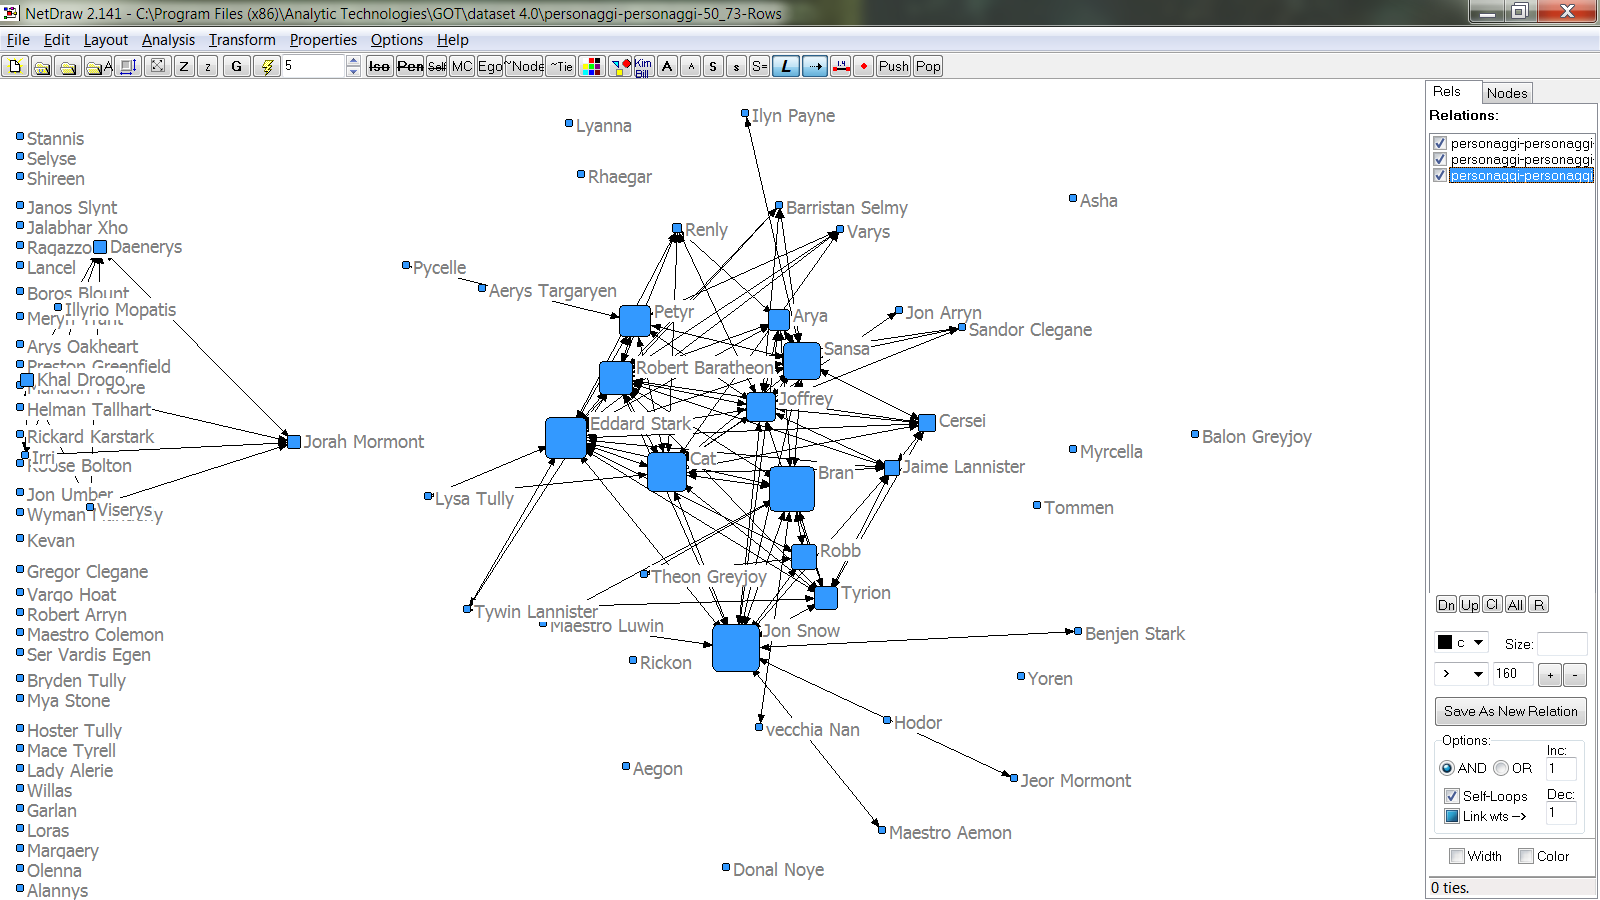 NetDraw 2.141 - C:\Program Files (x86)\Analytic Technologies\GOT\dataset 4.0\personaggi-personaggi-50_73-Rows
File Edit Layout Analysis Transform Properties Options Help
Z z G 5 Iso Pen Self MC Ego ~Node ~Tie Kim Bill A A S s S= L Push Pop
Rels Nodes
Relations:
personaggi-personaggi-
personaggi-personaggi-
personaggi-personaggi
Dn Up Cl All R
c Size:
> 160 + -
Save As New Relation
Options:
AND OR
Inc:
1
Self-Loops
Dec:
Link wts -->
1
Width Color
0 ties.
Stannis
Selyse
Shireen
Janos Slynt
Jalabhar Xho
Ragazzo
Daenerys
Lancel
Boros Blount
Illyrio Mopatis
Meryn Trant
Arys Oakheart
Preston Greenfield
Khal Drogo
Moore
Helman Tallhart
Rickard Karstark
Irri
Roose Bolton
Jon Umber
Viserys
Wyman
Kevan
Gregor Clegane
Vargo Hoat
Robert Arryn
Maestro Colemon
Ser Vardis Egen
Bryden Tully
Mya Stone
Hoster Tully
Mace Tyrell
Lady Alerie
Willas
Garlan
Loras
Margaery
Olenna
Alannys
Jorah Mormont
Lyanna
Ilyn Payne
Rhaegar
Asha
Barristan Selmy
Renly
Varys
Pycelle
Aerys Targaryen
Petyr
Arya
Jon Arryn
Sandor Clegane
Sansa
Robert Baratheon
Joffrey
Eddard Stark
Cersei
Balon Greyjoy
Myrcella
Cat
Bran
Jaime Lannister
Lysa Tully
Tommen
Robb
Theon Greyjoy
Tyrion
Tywin Lannister
Maestro Luwin
Jon Snow
Benjen Stark
Rickon
Yoren
vecchia Nan
Hodor
Aegon
Jeor Mormont
Maestro Aemon
Donal Noye